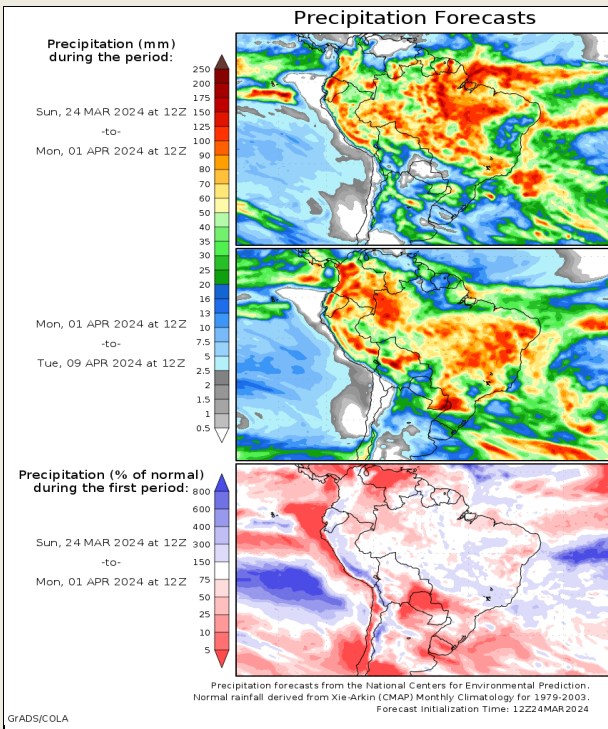 Precipitation Forecasts
Precipitation (mm)
during the period:
Sun, 24 MAR 2024 at 12Z
-to-
Mon, 01 APR 2024 at 12Z
250
200
175
150
125
100
90
80
70
60
50
40
35
30
25
20
16
13
10
7.5
5
2.5
2
1.5
1
0.5
Mon, 01 APR 2024 at 12Z
-to-
Tue, 09 APR 2024 at 12Z
Precipitation (% of normal)
during the first period:
Sun, 24 MAR 2024 at 12Z
-to-
Mon, 01 APR 2024 at 12Z
800
600
400
300
150
75
50
25
10
5
Precipitation forecasts from the National Centers for Environmental Prediction.
Normal rainfall derived from Xie-Arkin (CMAP) Monthly Climatology for 1979-2003.
Forecast Initialization Time: 12Z24MAR2024
GrADS/COLA